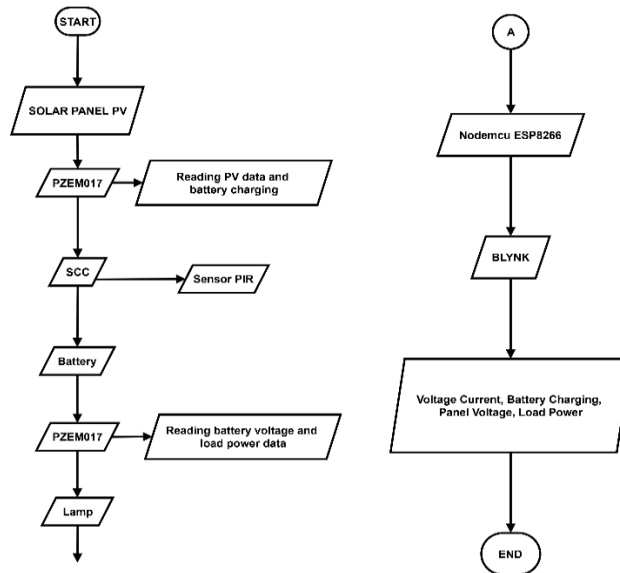 START
SOLAR PANEL PV
PZEM017
Reading PV data and
battery charging
SCC
Sensor PIR
Battery
PZEM017
Reading battery voltage and
load power data
Lamp
A
Nodemcu ESP8266
BLYNK
Voltage Current, Battery Charging,
Panel Voltage, Load Power
END